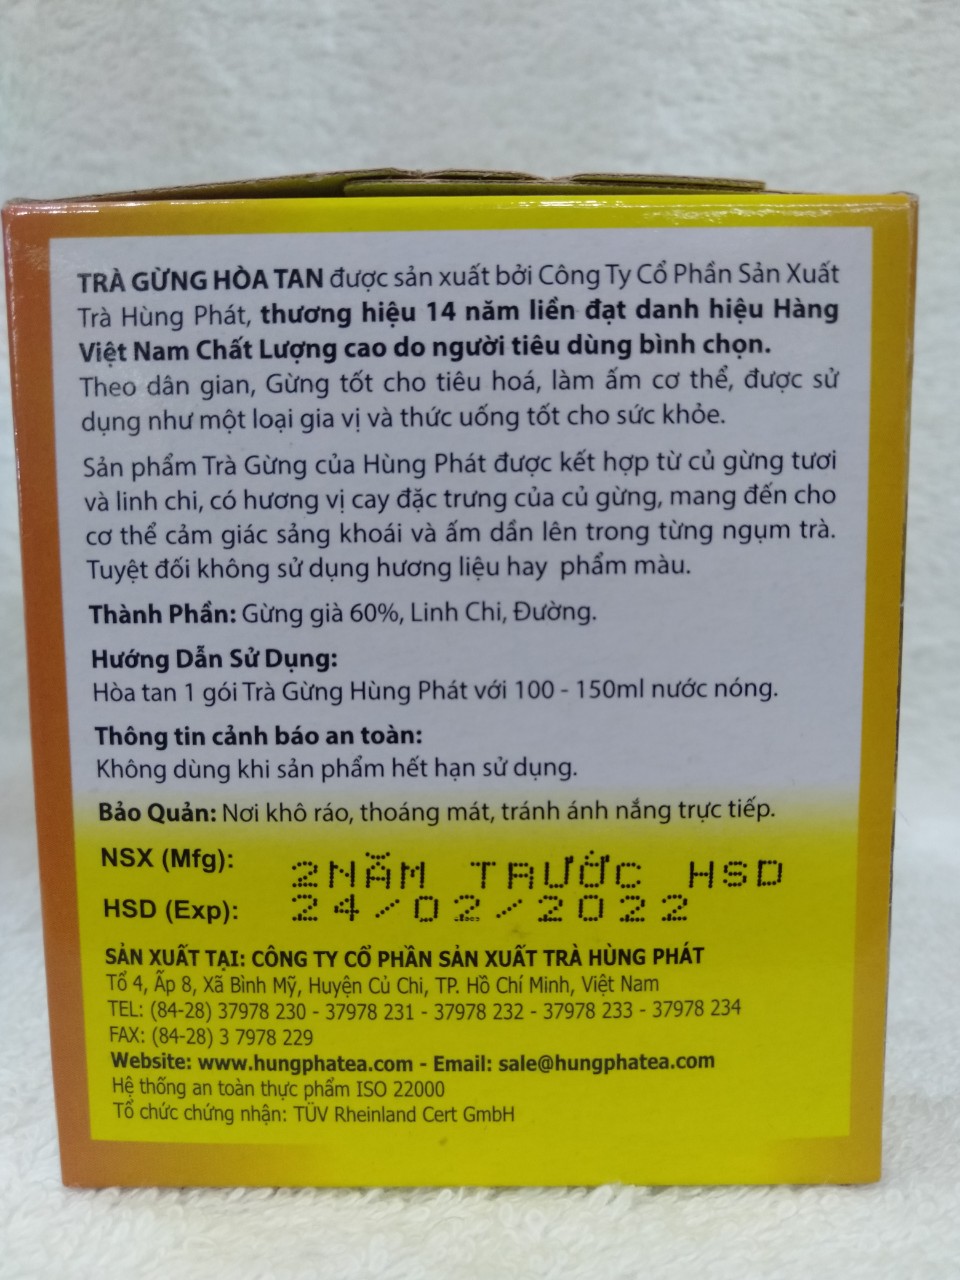 TRÀ GỪNG HÒA TAN được sản xuất bởi Công Ty Cổ Phần Sản Xuất
Trà Hùng Phát, thương hiệu 14 năm liền đạt danh hiệu Hàng
Việt Nam Chất Lượng cao do người tiêu dùng bình chọn.
Theo dân gian, Gừng tốt cho tiêu hoá, làm ấm cơ thể, được sử
dụng như một loại gia vị và thức uống tốt cho sức khỏe.
Sản phẩm Trà Gừng của Hùng Phát được kết hợp từ củ gừng tươi
và linh chi, có hương vị cay đặc trưng của củ gừng, mang đến cho
cơ thể cảm giác sảng khoái và ấm dần lên trong từng ngụm trà.
Tuyệt đối không sử dụng hương liệu hay phẩm màu.
Thành Phần: Gừng già 60%, Linh Chi, Đường.
Hướng Dẫn Sử Dụng:
Hòa tan 1 gói Trà Gừng Hùng Phát với 100 - 150ml nước nóng.
Thông tin cảnh báo an toàn:
Không dùng khi sản phẩm hết hạn sử dụng.
Bảo Quản: Nơi khô ráo, thoáng mát, tránh ánh nắng trực tiếp.
NSX (Mfg): 2NĂM TRƯỚC HSD
HSD (Exp): 24/02/2022
SẢN XUẤT TẠI: CÔNG TY CỔ PHẦN SẢN XUẤT TRÀ HÙNG PHÁT
Tổ 4, Ấp 8, Xã Bình Mỹ, Huyện Củ Chi, TP. Hồ Chí Minh, Việt Nam
TEL: (84-28) 37978 230 - 37978 231 - 37978 232 - 37978 233 - 37978 234
FAX: (84-28) 3 7978 229
Website: www.hungphatea.com - Email: sale@hungphatea.com
Hệ thống an toàn thực phẩm ISO 22000
Tổ chức chứng nhận: TÜV Rheinland Cert GmbH